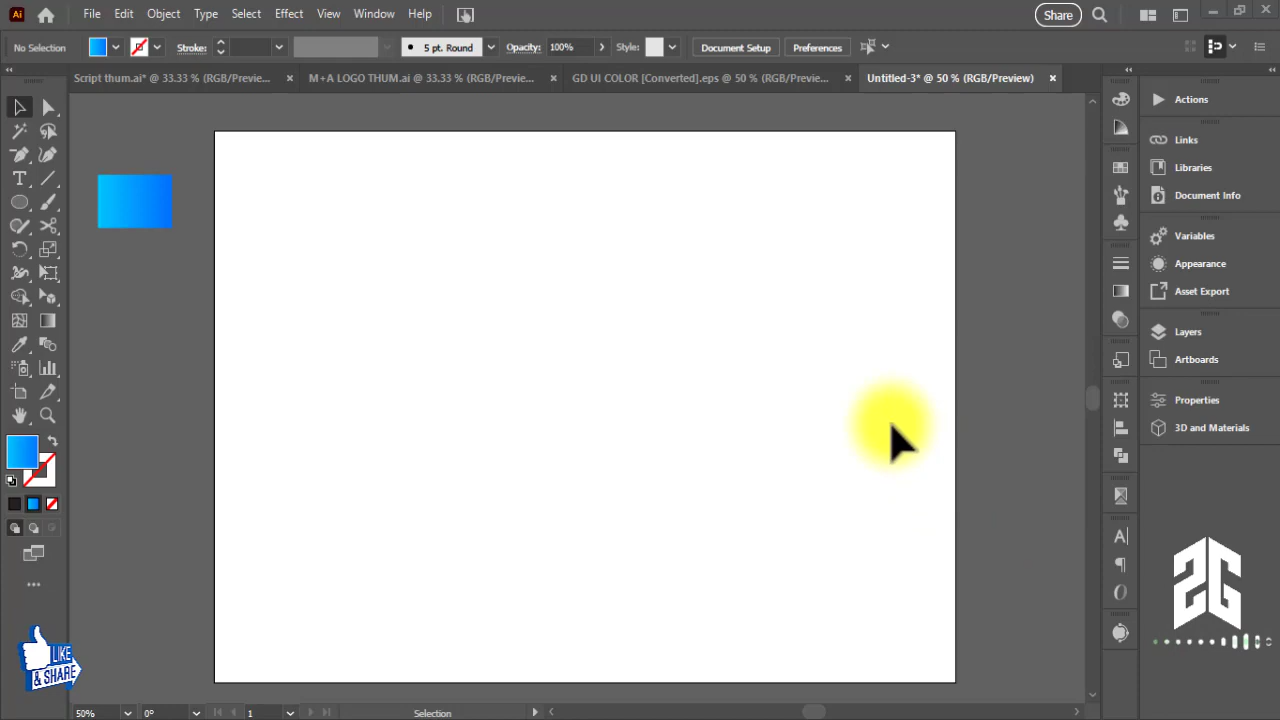 Ai File Edit Object Type Select Effect View Window Help Share
No Selection Stroke: 5 pt. Round Opacity: 100% Style: Document Setup Preferences
Script thum.ai* @ 33.33 % (RGB/Previe... M+A LOGO THUM.ai @ 33.33 % (RGB/Previe... GD UI COLOR [Converted].eps @ 50 % (RGB/Previe... Untitled-3* @ 50 % (RGB/Preview)
Actions
Links
Libraries
Document Info
Variables
Appearance
Asset Export
Layers
Artboards
Properties
3D and Materials
LIKE
& SHARE
50% 0° 1 Selection